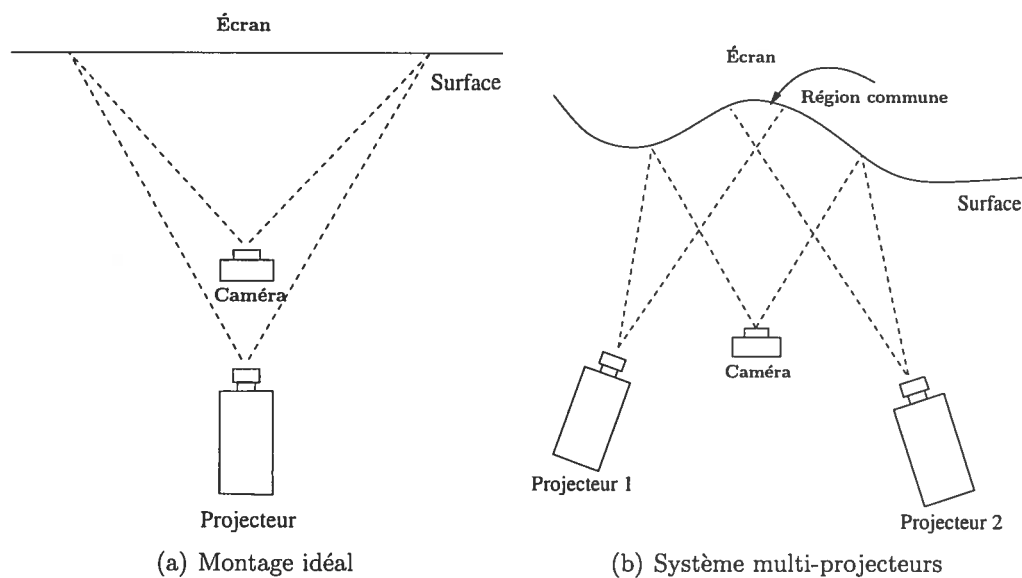 Écran
Surface
Caméra
Projecteur
(a) Montage idéal
Écran
Région commune
Surface
Caméra
Projecteur 1
Projecteur 2
(b) Système multi-projecteurs